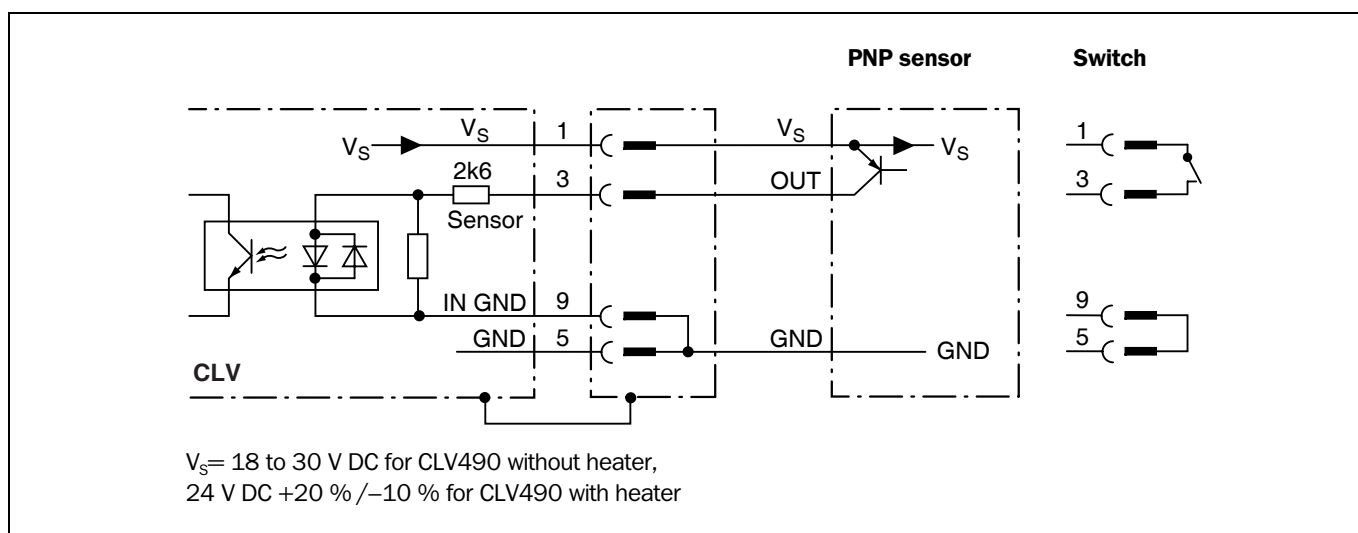 PNP sensor Switch
V_S V_S 1 V_S V_S 1
2k6 3 OUT 3
Sensor
IN GND 9 9
GND 5 GND GND 5
CLV
V_S= 18 to 30 V DC for CLV490 without heater,
24 V DC +20 % /–10 % for CLV490 with heater